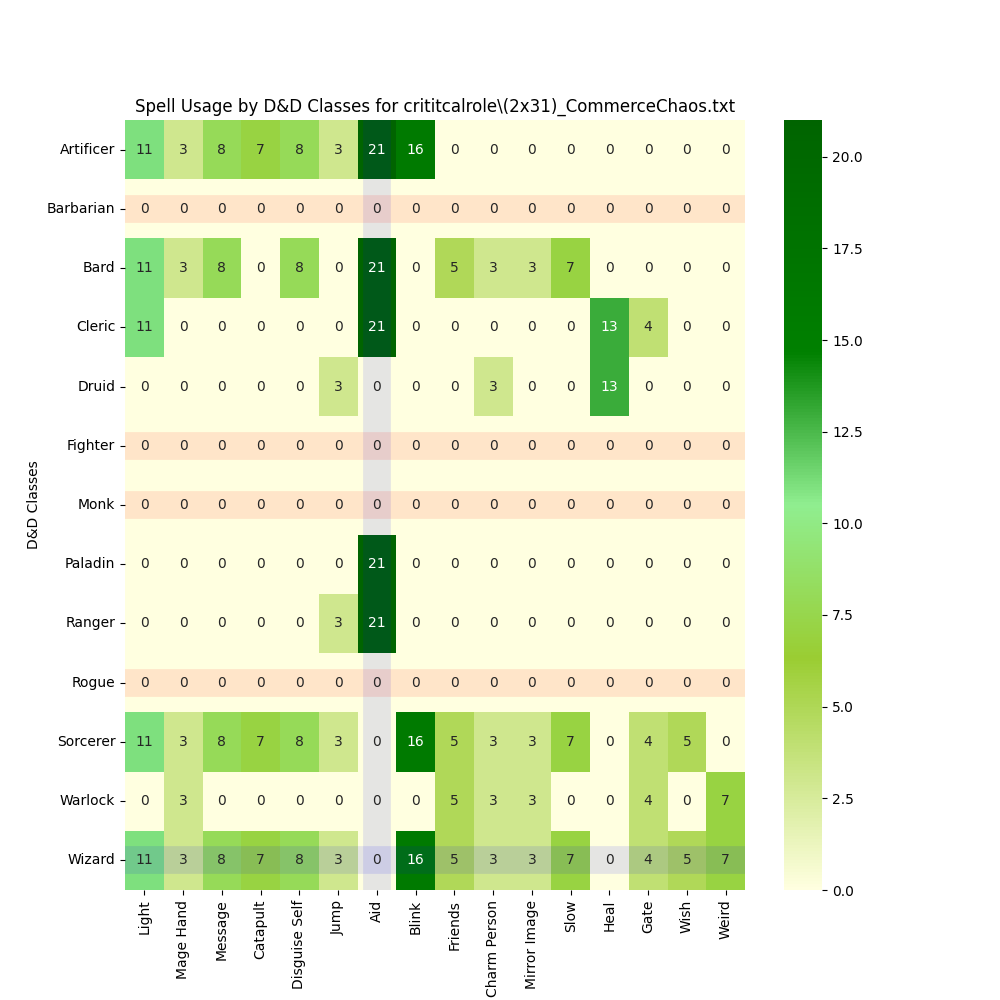 Spell Usage by D&D Classes for crititcalrole\(2x31)_CommerceChaos.txt
Artificer 11 3 8 7 8 3 21 16 0 0 0 0 0 0 0 0
Barbarian 0 0 0 0 0 0 0 0 0 0 0 0 0 0 0 0
Bard 11 3 8 0 8 0 21 0 5 3 3 7 0 0 0 0
Cleric 11 0 0 0 0 0 21 0 0 0 0 0 13 4 0 0
Druid 0 0 0 0 0 3 0 0 0 3 0 0 13 0 0 0
Fighter 0 0 0 0 0 0 0 0 0 0 0 0 0 0 0 0
Monk 0 0 0 0 0 0 0 0 0 0 0 0 0 0 0 0
Paladin 0 0 0 0 0 0 21 0 0 0 0 0 0 0 0 0
Ranger 0 0 0 0 0 3 21 0 0 0 0 0 0 0 0 0
Rogue 0 0 0 0 0 0 0 0 0 0 0 0 0 0 0 0
Sorcerer 11 3 8 7 8 3 0 16 5 3 3 7 0 4 5 0
Warlock 0 3 0 0 0 0 0 0 5 3 3 0 0 4 0 7
Wizard 11 3 8 7 8 3 0 16 5 3 3 7 0 4 5 7
D&D Classes
Light
Mage Hand
Message
Catapult
Disguise Self
Jump
Aid
Blink
Friends
Charm Person
Mirror Image
Slow
Heal
Gate
Wish
Weird
20.0
17.5
15.0
12.5
10.0
7.5
5.0
2.5
0.0